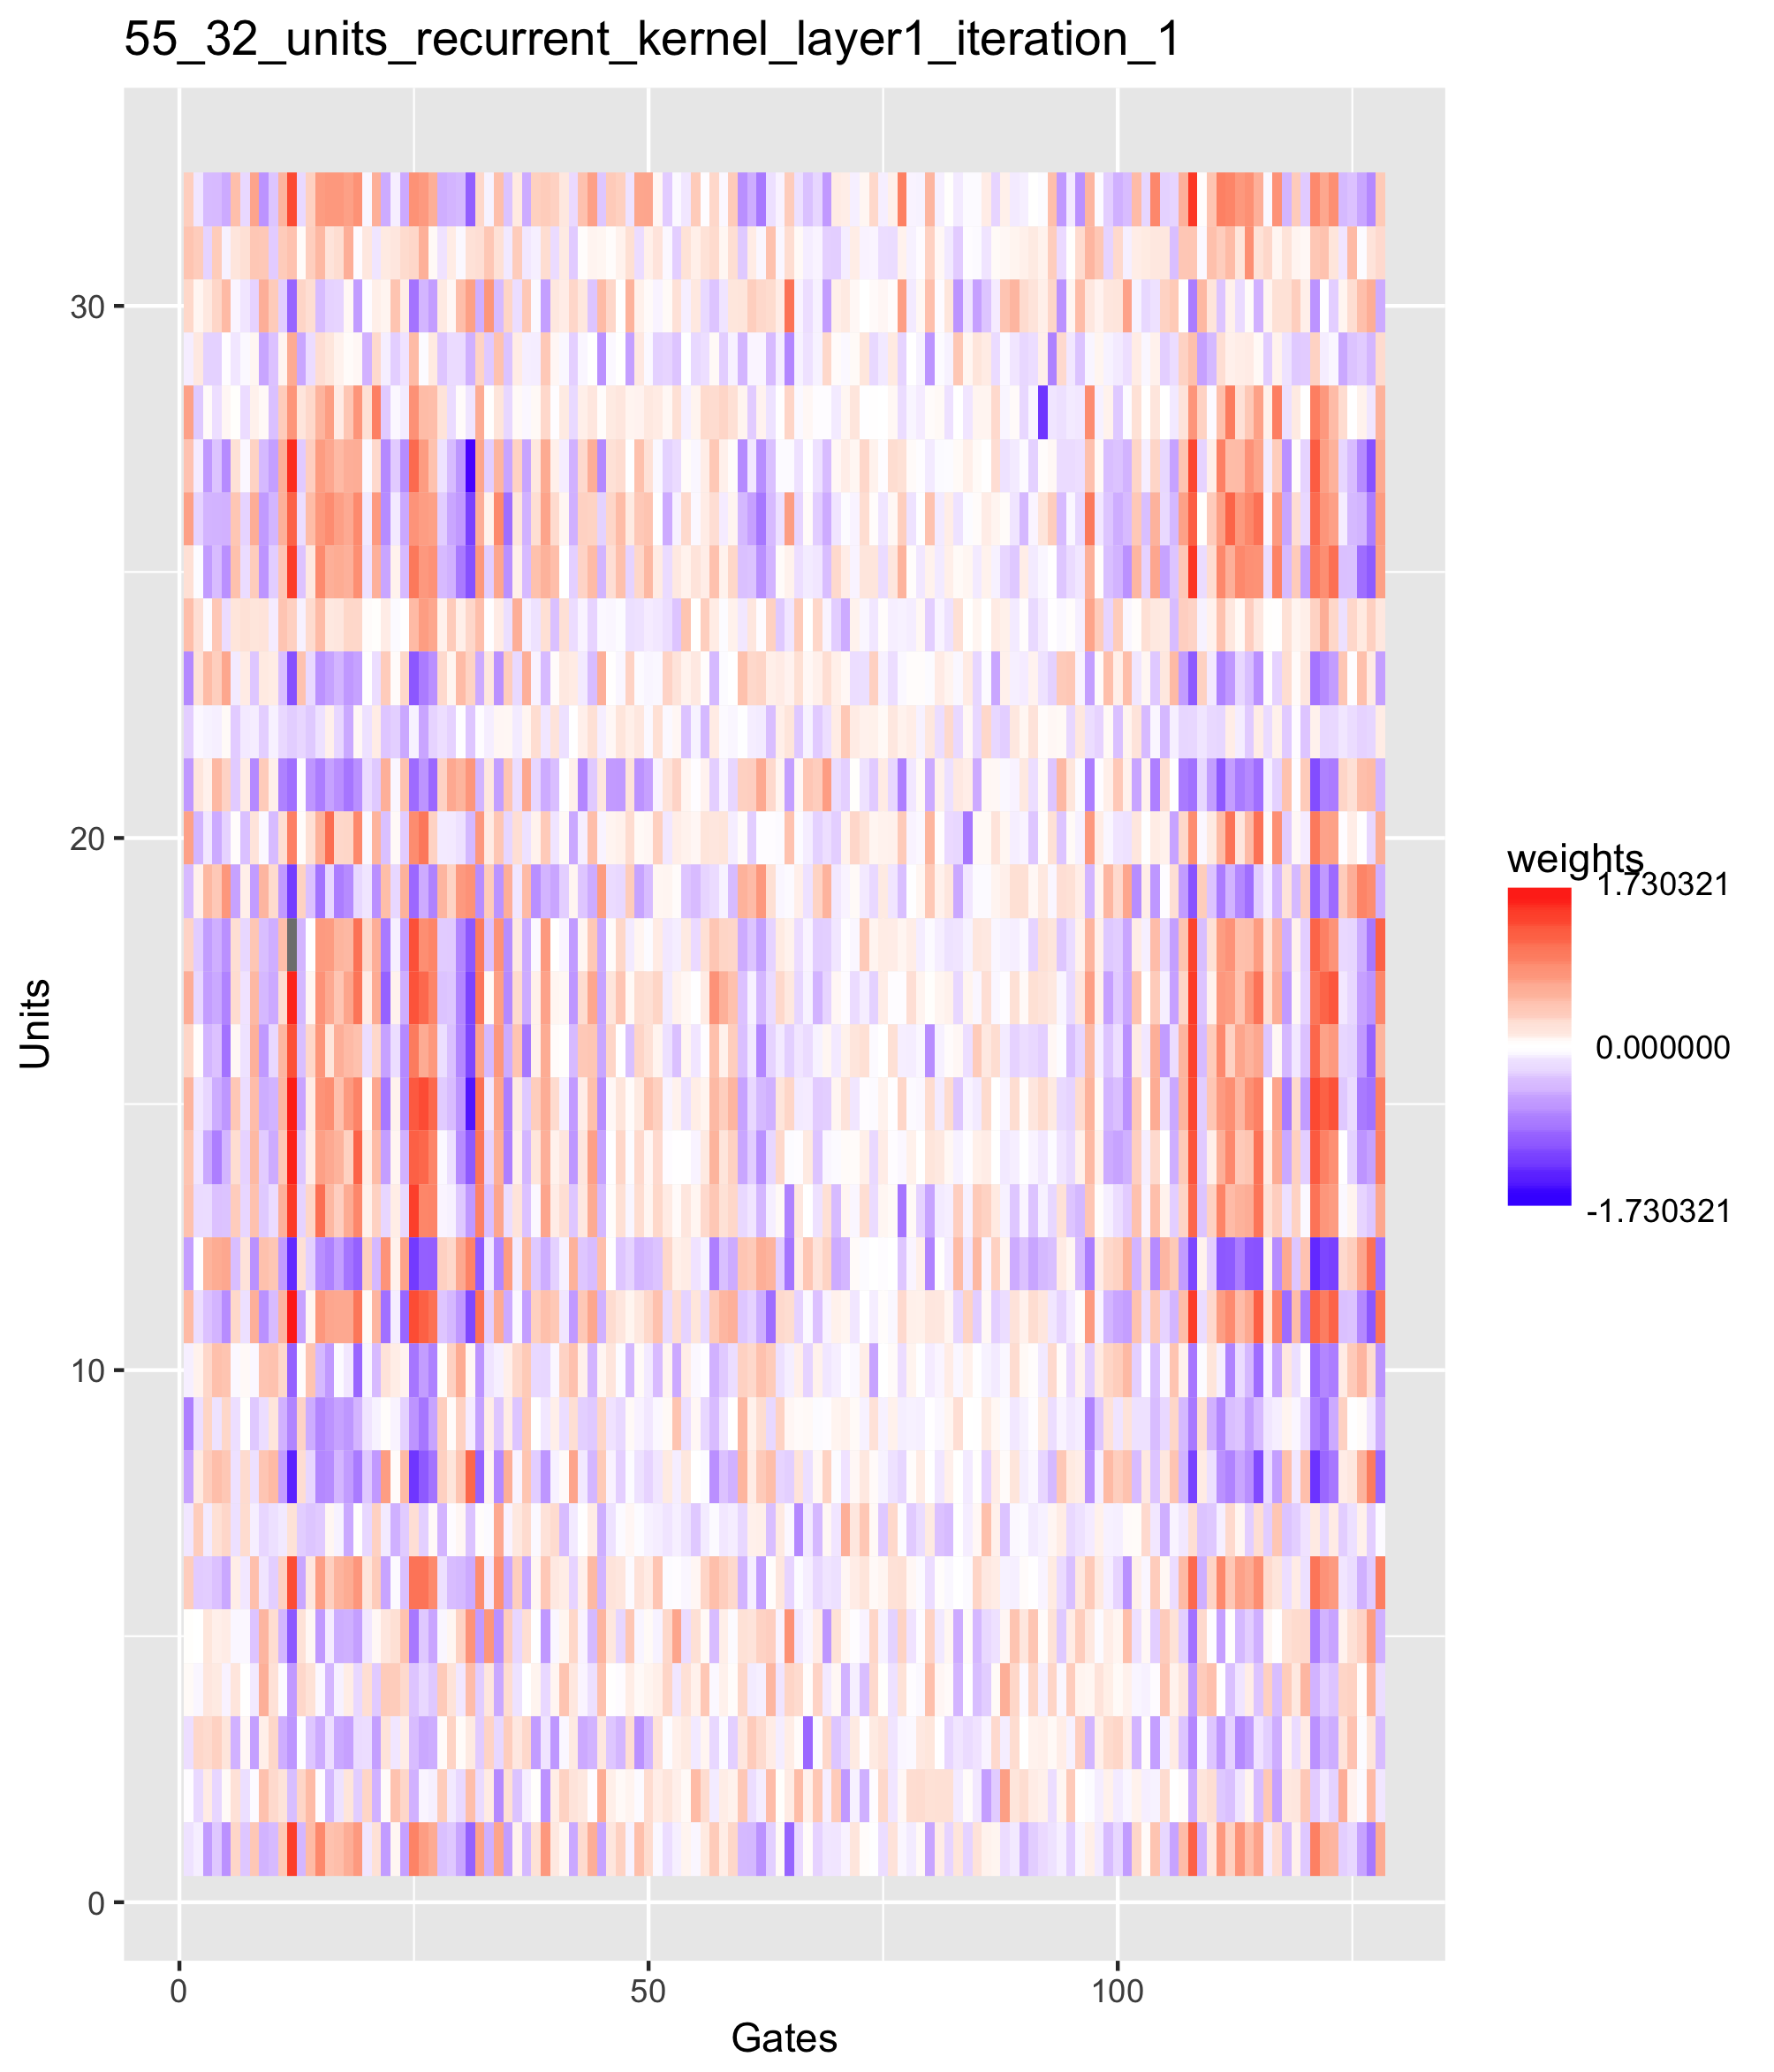 55_32_units_recurrent_kernel_layer1_iteration_1
30
20
10
0
Units
0 50 100
Gates
weights
1.730321
0.000000
-1.730321